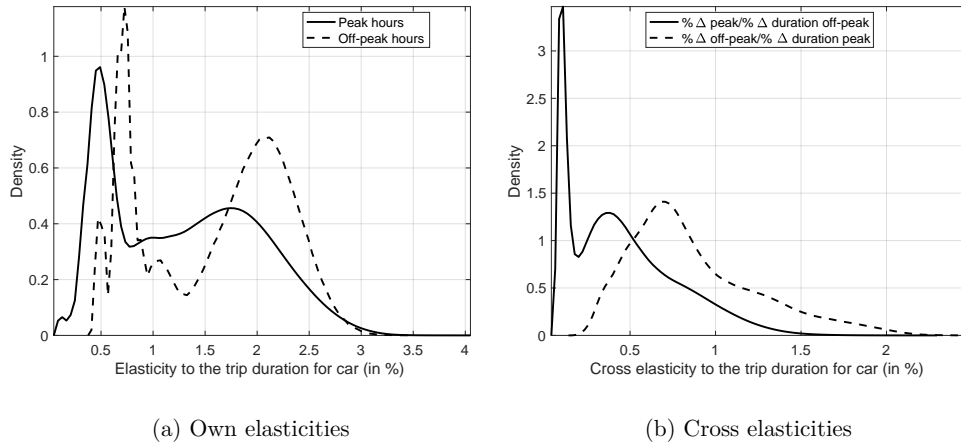 Peak hours
Off-peak hours
1
0.8
0.6
0.4
0.2
0
Density
0.5
1
1.5
2
2.5
3
3.5
4
Elasticity to the trip duration for car (in %)
(a) Own elasticities
% Δ peak/% Δ duration off-peak
% Δ off-peak/% Δ duration peak
3
2.5
2
1.5
1
0.5
0
Density
0.5
1
1.5
2
Cross elasticity to the trip duration for car (in %)
(b) Cross elasticities